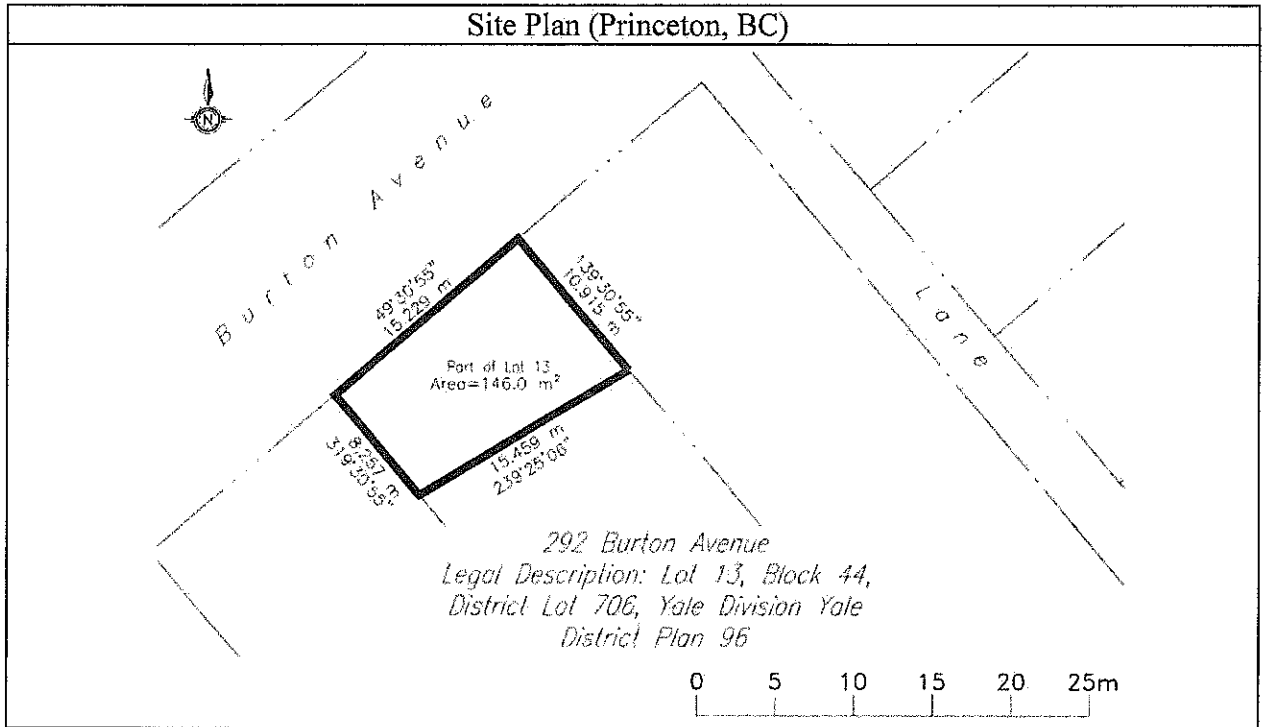 Site Plan (Princeton, BC)
N
Burton Avenue
49°30'55"
15.229 m
139°30'55"
10.915 m
Lane
Part of Lot 13
Area=146.0 m²
8.257 m
319°30'55"
15.459 m
239°25'06"
292 Burton Avenue
Legal Description: Lot 13, Block 44,
District Lot 706, Yale Division Yale
District Plan 96
0 5 10 15 20 25m